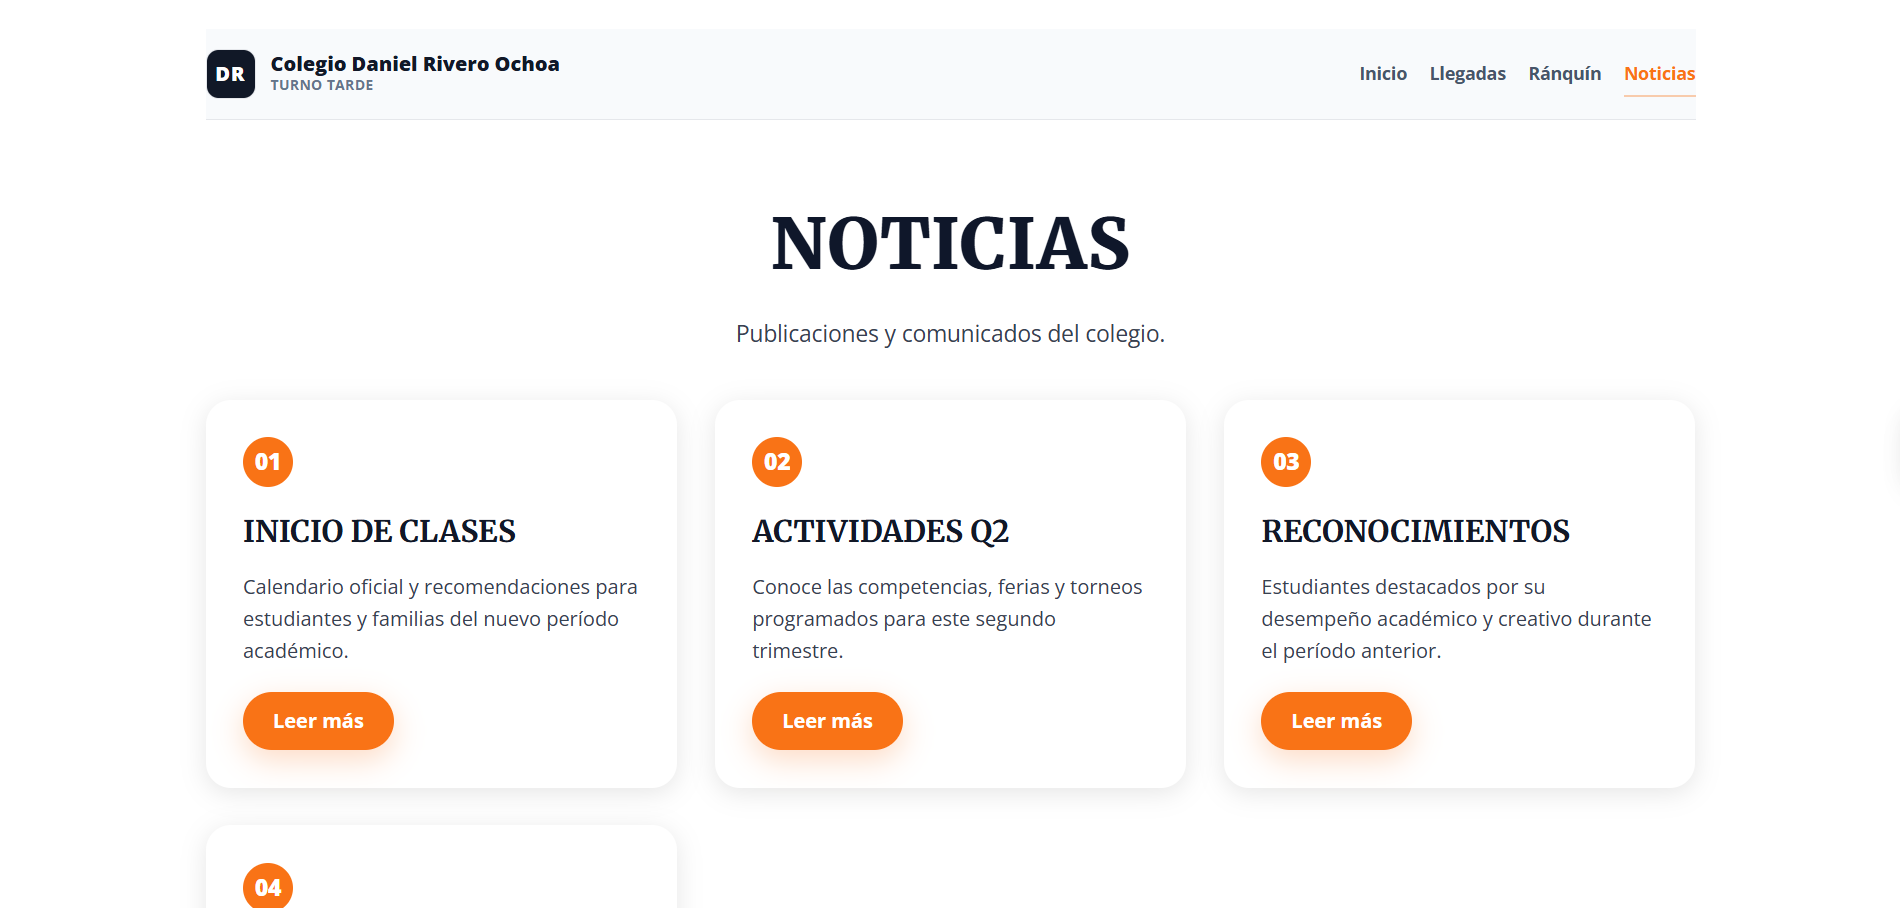 DR
Colegio Daniel Rivero Ochoa
TURNO TARDE
Inicio
Llegadas
Ránquín
Noticias
NOTICIAS
Publicaciones y comunicados del colegio.
01
INICIO DE CLASES
Calendario oficial y recomendaciones para
estudiantes y familias del nuevo período
académico.
Leer más
02
ACTIVIDADES Q2
Conoce las competencias, ferias y torneos
programados para este segundo
trimestre.
Leer más
03
RECONOCIMIENTOS
Estudiantes destacados por su
desempeño académico y creativo durante
el período anterior.
Leer más
04